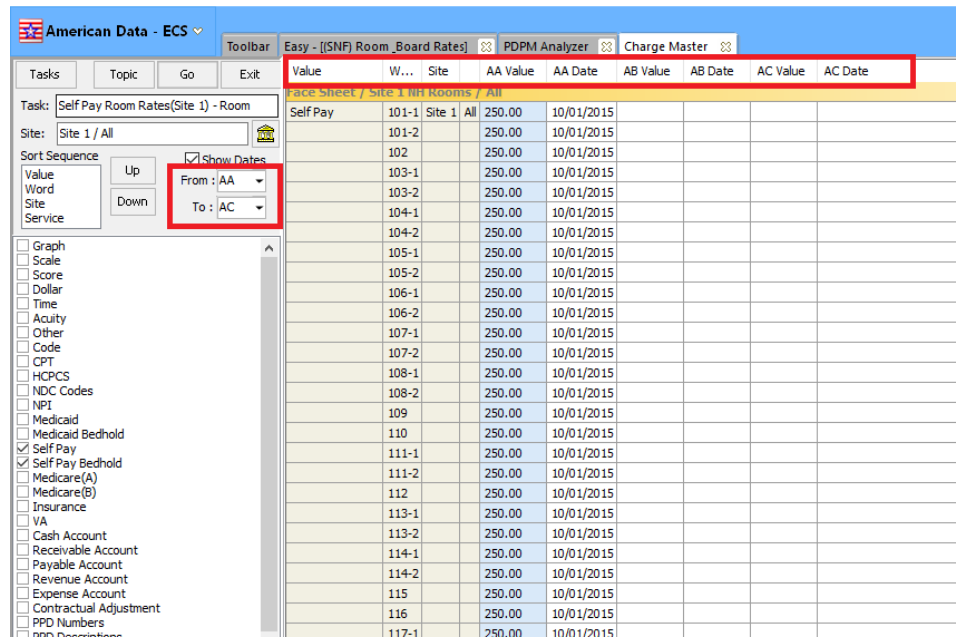 American Data - ECS
Toolbar Easy - [(SNF) Room _Board Rates] PDPM Analyzer Charge Master
Tasks Topic Go Exit
Task: Self Pay Room Rates(Site 1) - Room
Site: Site 1 / All
Sort Sequence
Value
Word
Site
Service
Up
Down
Show Dates
From : AA
To : AC
Graph
Scale
Score
Dollar
Time
Acuity
Other
Code
CPT
HCPCS
NDC Codes
NPI
Medicaid
Medicaid Bedhold
Self Pay
Self Pay Bedhold
Medicare(A)
Medicare(B)
Insurance
VA
Cash Account
Receivable Account
Payable Account
Revenue Account
Expense Account
Contractual Adjustment
PPD Numbers
PPD Descriptions
Value W... Site AA Value AA Date AB Value AB Date AC Value AC Date
Face Sheet / Site 1 NH Rooms / All
Self Pay 101-1 Site 1 All 250.00 10/01/2015
101-2 250.00 10/01/2015
102 250.00 10/01/2015
103-1 250.00 10/01/2015
103-2 250.00 10/01/2015
104-1 250.00 10/01/2015
104-2 250.00 10/01/2015
105-1 250.00 10/01/2015
105-2 250.00 10/01/2015
106-1 250.00 10/01/2015
106-2 250.00 10/01/2015
107-1 250.00 10/01/2015
107-2 250.00 10/01/2015
108-1 250.00 10/01/2015
108-2 250.00 10/01/2015
109 250.00 10/01/2015
110 250.00 10/01/2015
111-1 250.00 10/01/2015
111-2 250.00 10/01/2015
112 250.00 10/01/2015
113-1 250.00 10/01/2015
113-2 250.00 10/01/2015
114-1 250.00 10/01/2015
114-2 250.00 10/01/2015
115 250.00 10/01/2015
116 250.00 10/01/2015
117-1 250.00 10/01/2015